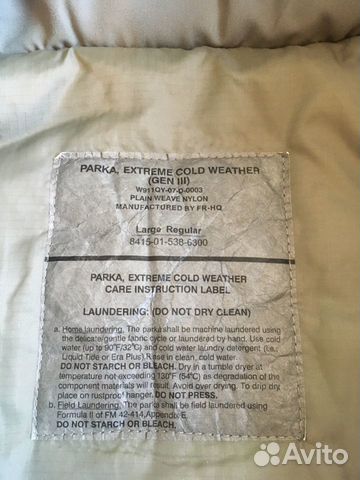 PARKA, EXTREME COLD WEATHER
(GEN III)
W911QY-07-D-0003
PLAIN WEAVE NYLON
MANUFACTURED BY FR-HQ
Large Regular
8415-01-538-6300
PARKA, EXTREME COLD WEATHER
CARE INSTRUCTION LABEL
LAUNDERING: (DO NOT DRY CLEAN)
a. Home laundering. The parka shall be machine laundered using
the delicate/gentle fabric cycle or laundered by hand. Use cold
water (up to 90°F/32°C) and cold water laundry detergent (i.e.,
Liquid Tide or Era Plus). Rinse in clean, cold water.
DO NOT STARCH OR BLEACH. Dry in a tumble dryer at
temperature not exceeding 130°F (54°C) as degradation of the
component materials will result. Avoid over drying. To drip dry,
place on rustproof hanger. DO NOT PRESS.
b. Field Laundering. The parka shall be field laundered using
Formula II of FM 42-414, Appendix E.
DO NOT STARCH OR BLEACH.
Avito